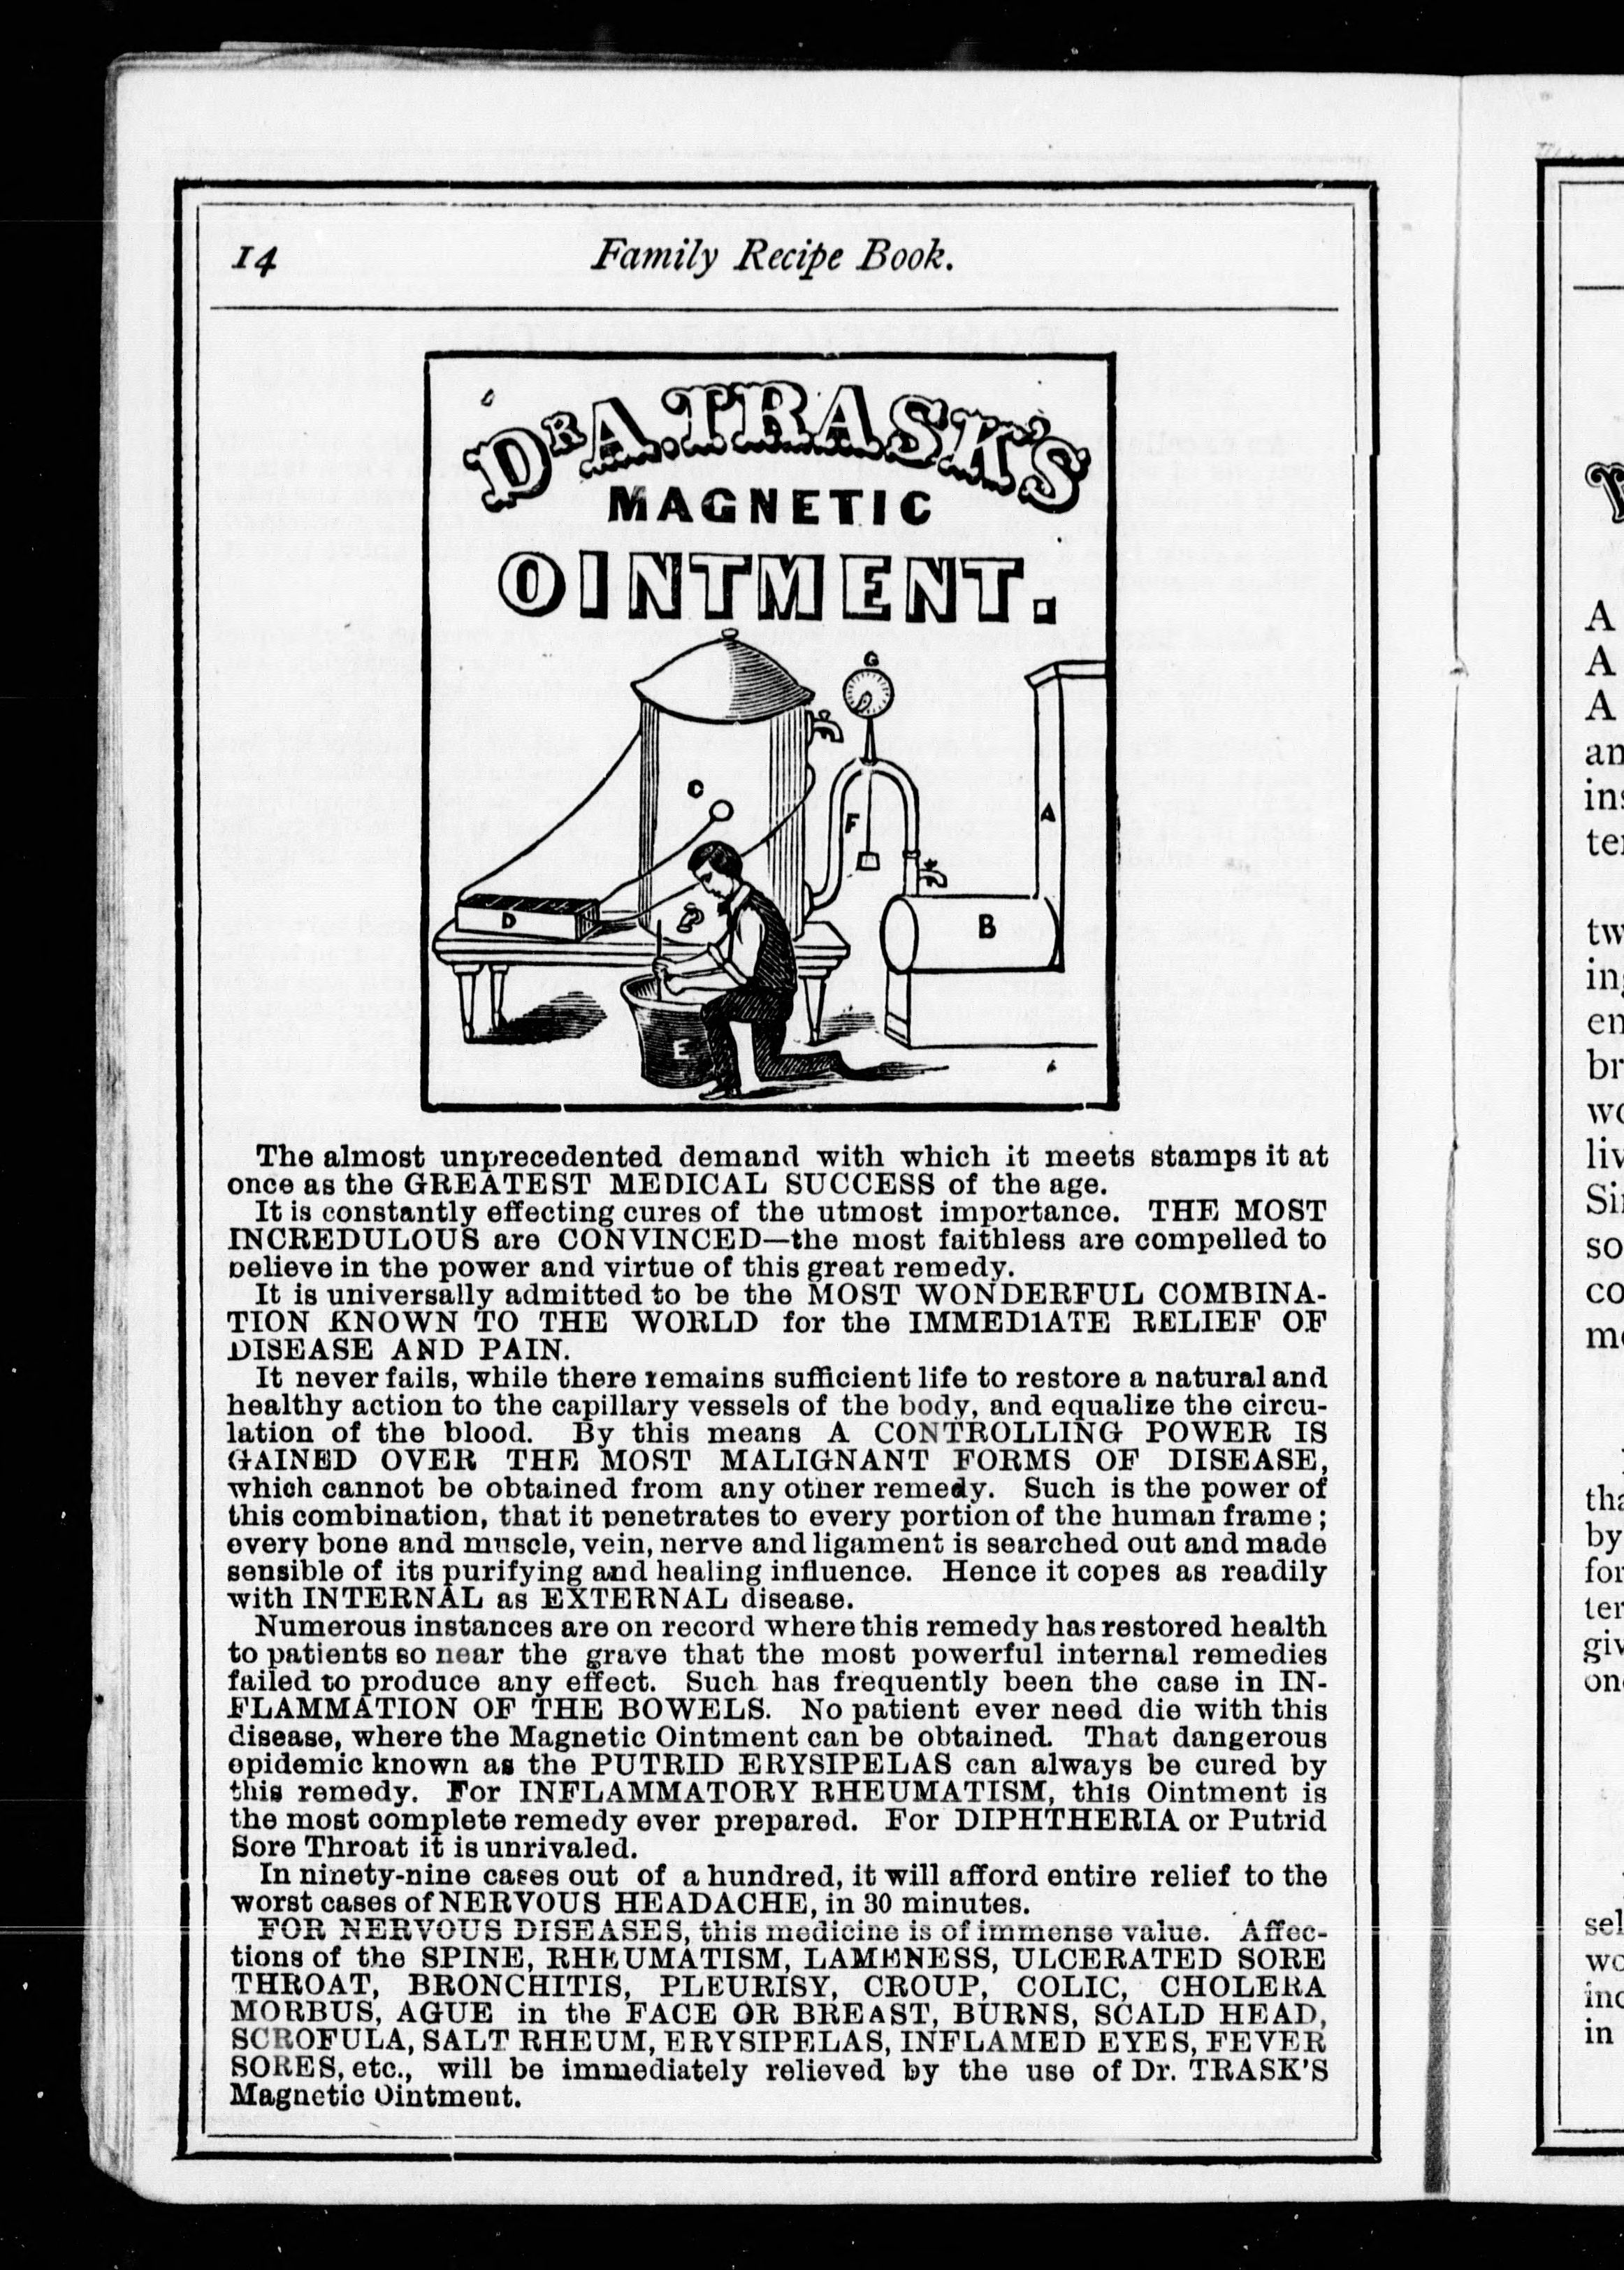 14 Family Recipe Book.
DR A. TRASK'S
MAGNETIC
OINTMENT.
G
C
F
A
D
B
E
The almost unprecedented demand with which it meets stamps it at
once as the GREATEST MEDICAL SUCCESS of the age.
It is constantly effecting cures of the utmost importance. THE MOST
INCREDULOUS are CONVINCED—the most faithless are compelled to
believe in the power and virtue of this great remedy.
It is universally admitted to be the MOST WONDERFUL COMBINA-
TION KNOWN TO THE WORLD for the IMMED1ATE RELIEF OF
DISEASE AND PAIN.
It never fails, while there remains sufficient life to restore a natural and
healthy action to the capillary vessels of the body, and equalize the circu-
lation of the blood. By this means A CONTROLLING POWER IS
GAINED OVER THE MOST MALIGNANT FORMS OF DISEASE,
which cannot be obtained from any other remedy. Such is the power of
this combination, that it penetrates to every portion of the human frame;
every bone and muscle, vein, nerve and ligament is searched out and made
sensible of its purifying and healing influence. Hence it copes as readily
with INTERNAL as EXTERNAL disease.
Numerous instances are on record where this remedy has restored health
to patients so near the grave that the most powerful internal remedies
failed to produce any effect. Such has frequently been the case in IN-
FLAMMATION OF THE BOWELS. No patient ever need die with this
disease, where the Magnetic Ointment can be obtained. That dangerous
epidemic known as the PUTRID ERYSIPELAS can always be cured by
this remedy. For INFLAMMATORY RHEUMATISM, this Ointment is
the most complete remedy ever prepared. For DIPHTHERIA or Putrid
Sore Throat it is unrivaled.
In ninety-nine cases out of a hundred, it will afford entire relief to the
worst cases of NERVOUS HEADACHE, in 30 minutes.
FOR NERVOUS DISEASES, this medicine is of immense value. Affec-
tions of the SPINE, RHEUMATISM, LAMENESS, ULCERATED SORE
THROAT, BRONCHITIS, PLEURISY, CROUP, COLIC, CHOLERA
MORBUS, AGUE in the FACE OR BREAST, BURNS, SCALD HEAD,
SCROFULA, SALT RHEUM, ERYSIPELAS, INFLAMED EYES, FEVER
SORES, etc., will be immediately relieved by the use of Dr. TRASK'S
Magnetic Ointment.
A
A
A